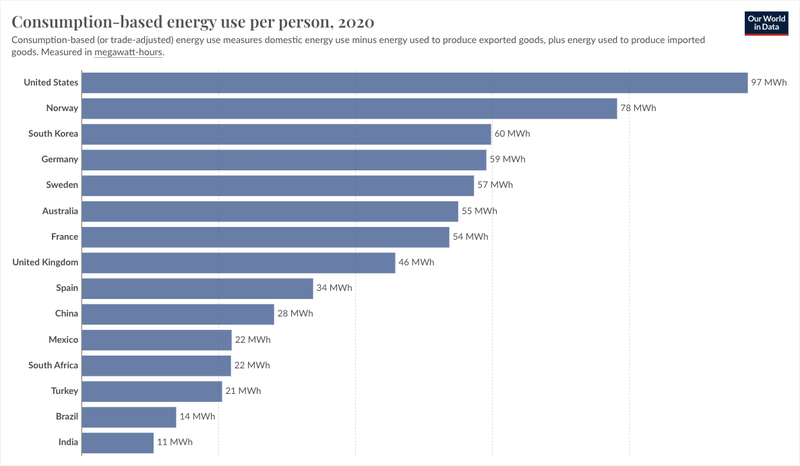 Consumption-based energy use per person, 2020
Our World
in Data
Consumption-based (or trade-adjusted) energy use measures domestic energy use minus energy used to produce exported goods, plus energy used to produce imported
goods. Measured in megawatt-hours.
United States 97 MWh
Norway 78 MWh
South Korea 60 MWh
Germany 59 MWh
Sweden 57 MWh
Australia 55 MWh
France 54 MWh
United Kingdom 46 MWh
Spain 34 MWh
China 28 MWh
Mexico 22 MWh
South Africa 22 MWh
Turkey 21 MWh
Brazil 14 MWh
India 11 MWh